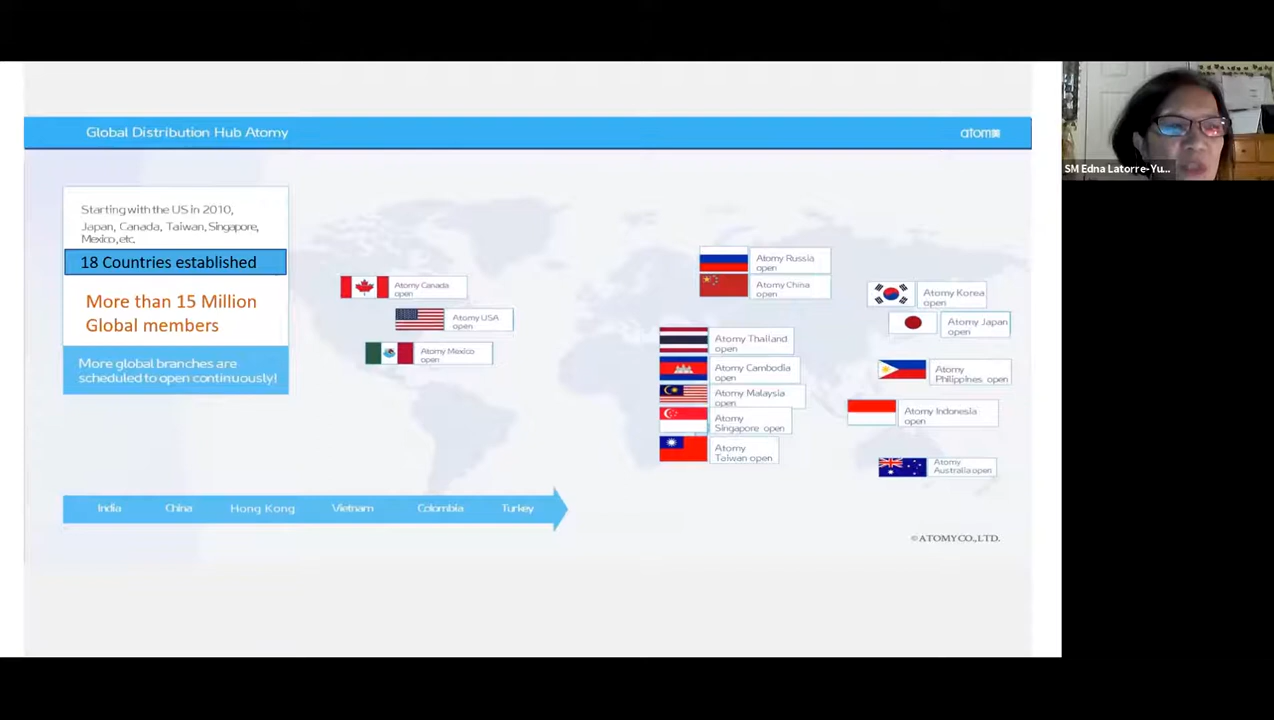 Global Distribution Hub Atomy
atom
Starting with the US in 2010,
Japan, Canada, Taiwan, Singapore,
Mexico, etc.
18 Countries established
More than 15 Million
Global members
More global branches are
scheduled to open continuously!
Atomy Canada
open
Atomy USA
open
Atomy Mexico
open
Atomy Russia
open
Atomy China
open
Atomy Korea
open
Atomy Japan
open
Atomy Thailand
open
Atomy Cambodia
open
Atomy Malaysia
open
Atomy
Singapore open
Atomy
Taiwan open
Atomy
Philippines open
Atomy Indonesia
open
Atomy
Australia open
India China Hong Kong Vietnam Colombia Turkey
©ATOMY CO., LTD.
SM Edna Latorre-Yu...